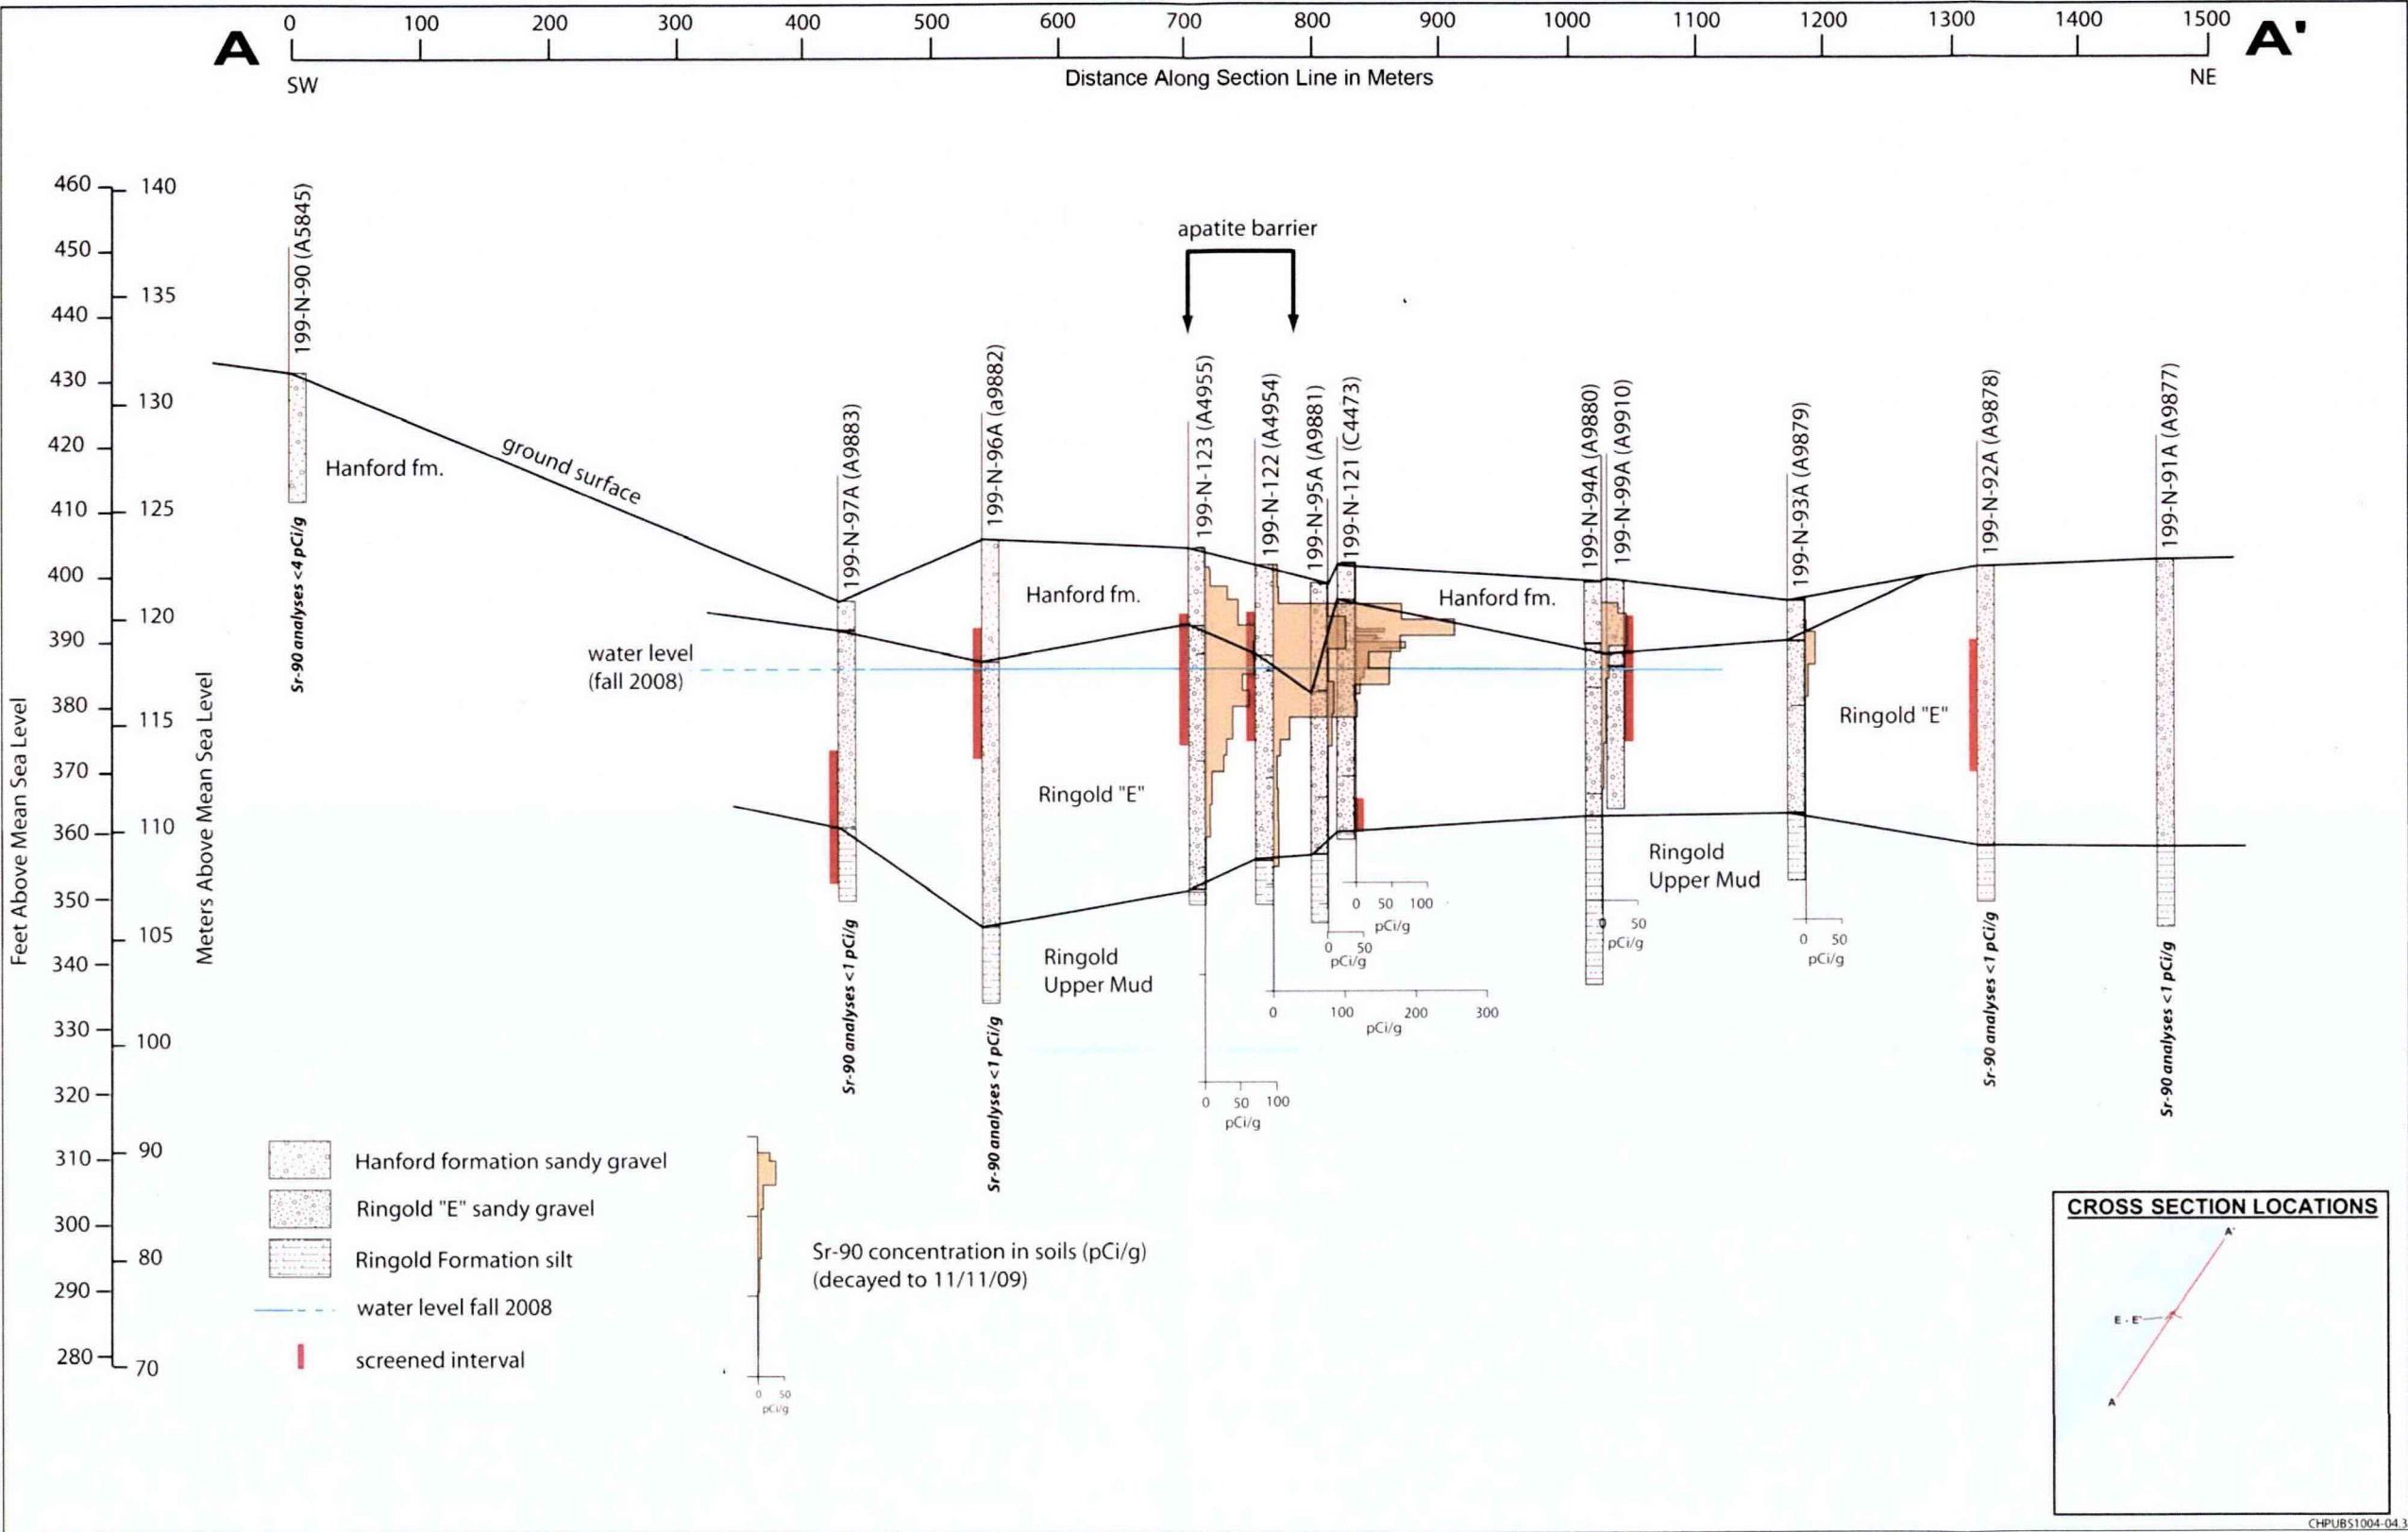 0 100 200 300 400 500 600 700 800 900 1000 1100 1200 1300 1400 1500
A
A'
SW
Distance Along Section Line in Meters
NE
460
450
440
430
420
410
400
390
380
370
360
350
340
330
320
310
300
290
280
Feet Above Mean Sea Level
140
135
130
125
120
115
110
105
100
90
80
70
Meters Above Mean Sea Level
199-N-90 (A5845)
Sr-90 analyses <4 pCi/g
Hanford fm.
ground surface
water level
(fall 2008)
199-N-97A (A9883)
Sr-90 analyses <1 pCi/g
199-N-96A (a9882)
Sr-90 analyses <1 pCi/g
apatite barrier
Hanford fm.
Ringold "E"
Ringold
Upper Mud
199-N-123 (A4955)
0 50 100
pCi/g
199-N-122 (A4954)
0 100 200 300
pCi/g
199-N-95A (A9881)
0 50
pCi/g
199-N-121 (C4473)
0 50 100
pCi/g
Hanford fm.
199-N-94A (A9880)
0 50
pCi/g
199-N-99A (A9910)
Ringold
Upper Mud
199-N-93A (A9879)
0 50
pCi/g
Ringold "E"
199-N-92A (A9878)
Sr-90 analyses <1 pCi/g
199-N-91A (A9877)
Sr-90 analyses <1 pCi/g
Hanford formation sandy gravel
Ringold "E" sandy gravel
Ringold Formation silt
water level fall 2008
screened interval
0 50
pCi/g
Sr-90 concentration in soils (pCi/g)
(decayed to 11/11/09)
CROSS SECTION LOCATIONS
A'
E - E'
A
CHPUBS1004-04.3